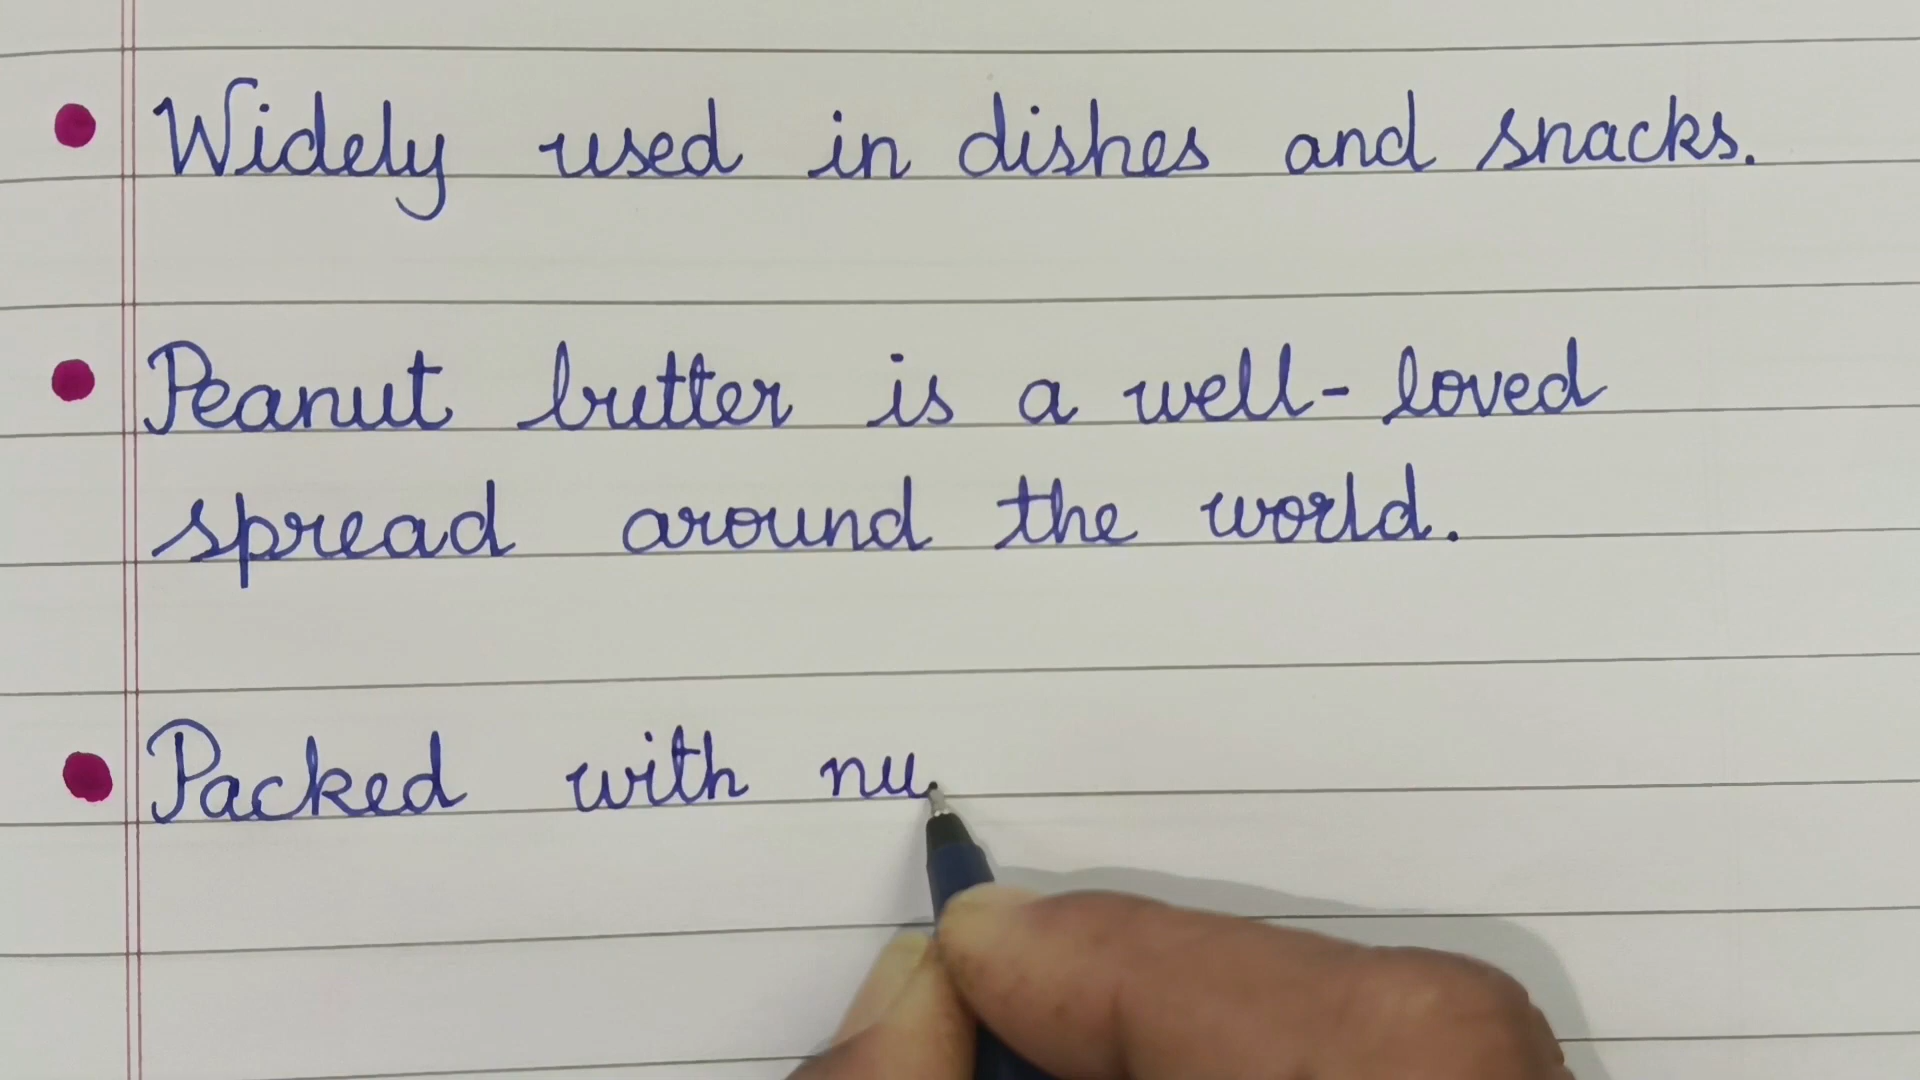 Widely used in dishes and snacks.
Peanut butter is a well-loved
spread around the world.
Packed with nu